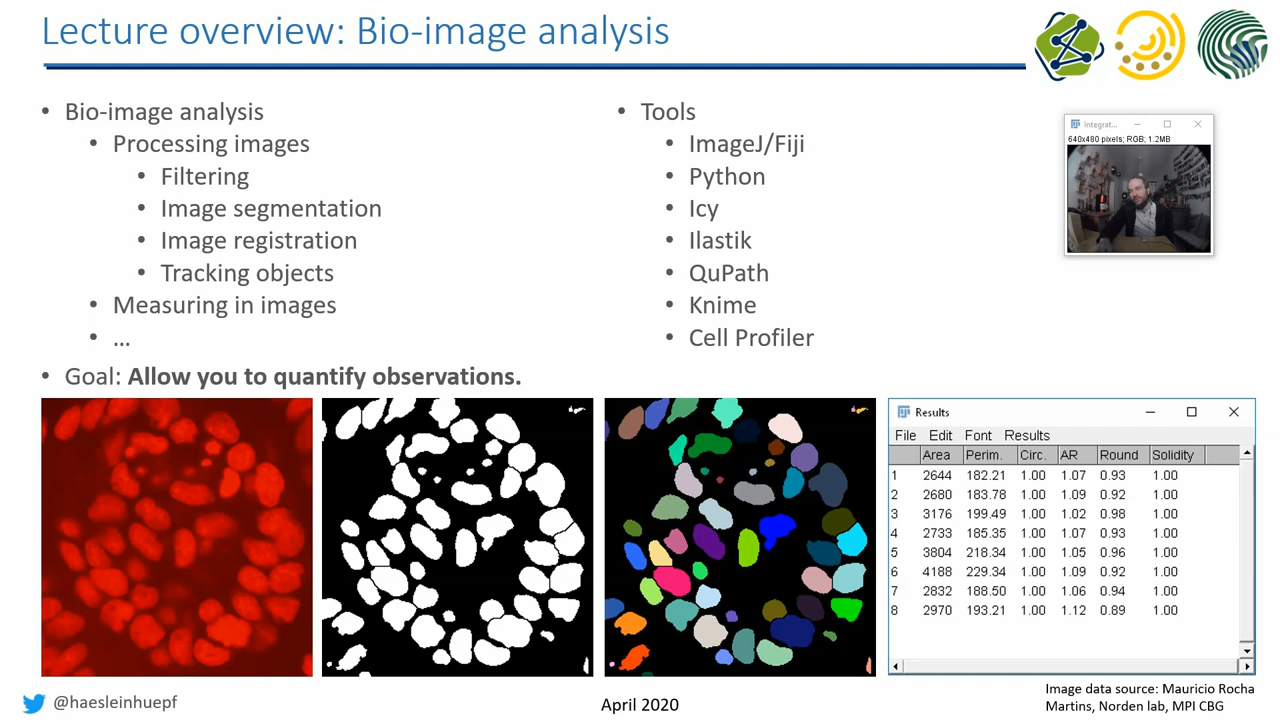 Lecture overview: Bio-image analysis
• Bio-image analysis
• Processing images
• Filtering
• Image segmentation
• Image registration
• Tracking objects
• Measuring in images
• ...
• Goal: Allow you to quantify observations.
• Tools
• ImageJ/Fiji
• Python
• Icy
• Ilastik
• QuPath
• Knime
• Cell Profiler
Integrat...
640x480 pixels; RGB; 1.2MB
Results
File Edit Font Results
Area Perim. Circ. AR Round Solidity
1 2644 182.21 1.00 1.07 0.93 1.00
2 2680 183.78 1.00 1.09 0.92 1.00
3 3176 199.49 1.00 1.02 0.98 1.00
4 2733 185.35 1.00 1.07 0.93 1.00
5 3804 218.34 1.00 1.05 0.96 1.00
6 4188 229.34 1.00 1.09 0.92 1.00
7 2832 188.50 1.00 1.06 0.94 1.00
8 2970 193.21 1.00 1.12 0.89 1.00
@haesleinhuepf
April 2020
Image data source: Mauricio Rocha
Martins, Norden lab, MPI CBG